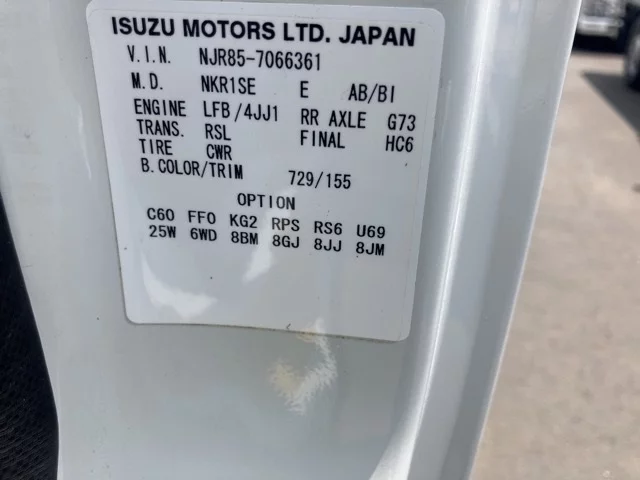 ISUZU MOTORS LTD. JAPAN
V.I.N. NJR85-7066361
M.D. NKR1SE E AB/BI
ENGINE LFB/4JJ1 RR AXLE G73
TRANS. RSL FINAL HC6
TIRE CWR
B.COLOR/TRIM 729/155
OPTION
C60 FF0 KG2 RPS RS6 U69
25W 6WD 8BM 8GJ 8JJ 8JM